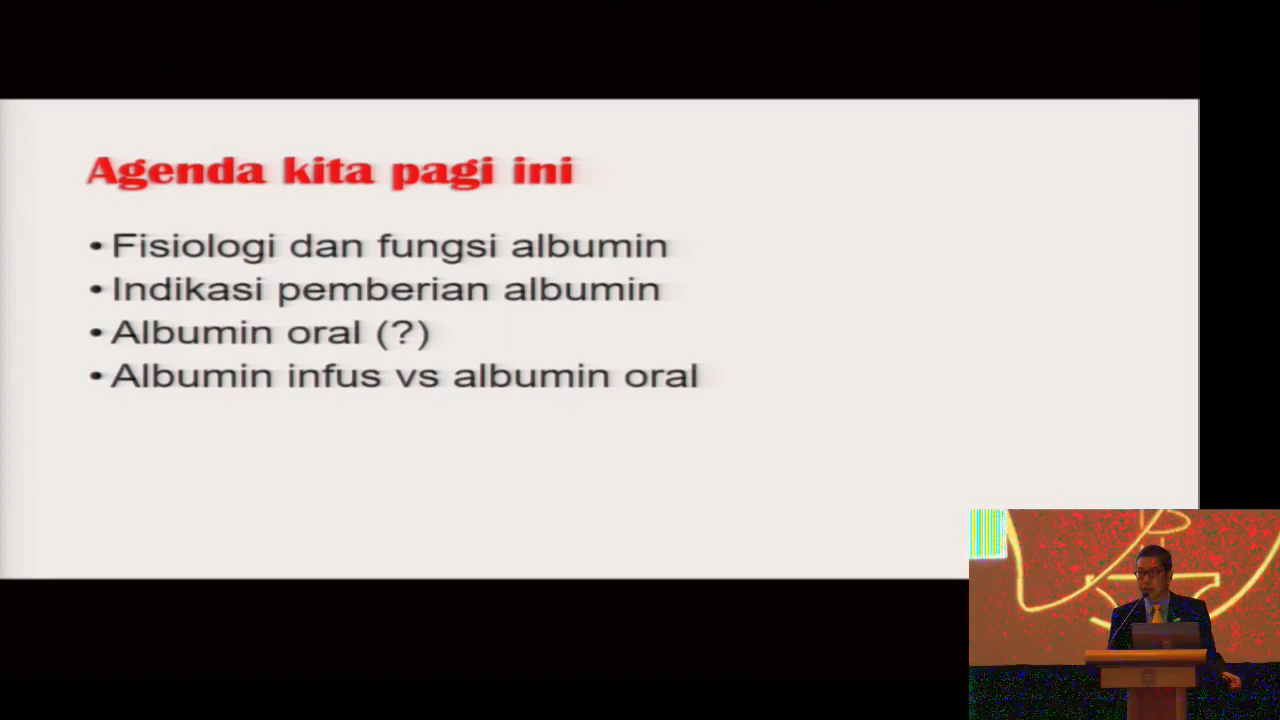 Agenda kita pagi ini
• Fisiologi dan fungsi albumin
• Indikasi pemberian albumin
• Albumin oral (?)
• Albumin infus vs albumin oral